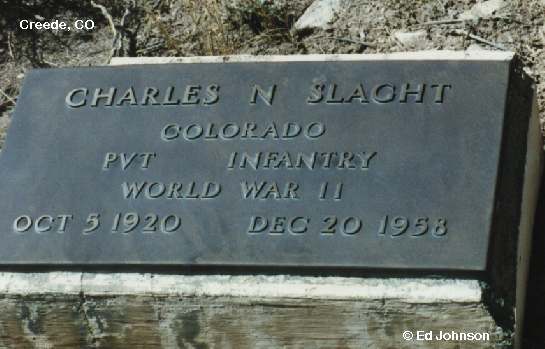 Creede, CO
CHARLES N SLAGHT
COLORADO
PVT INFANTRY
WORLD WAR II
OCT 5 1920 DEC 20 1958
© Ed Johnson